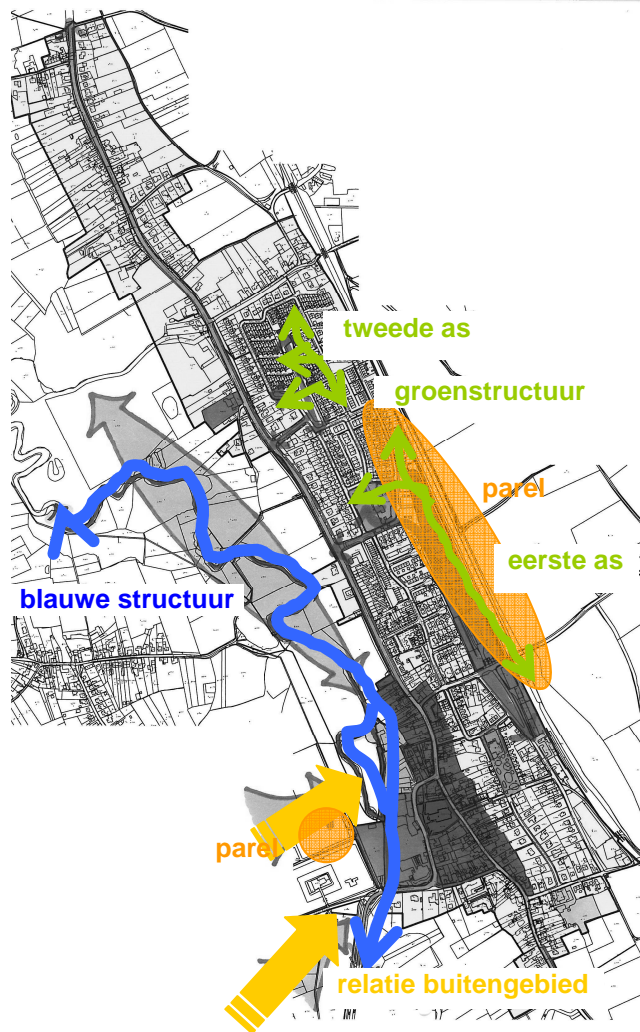 tweede as
groenstructuur
parel
eerste as
blauwe structuur
parel
relatie buitengebied